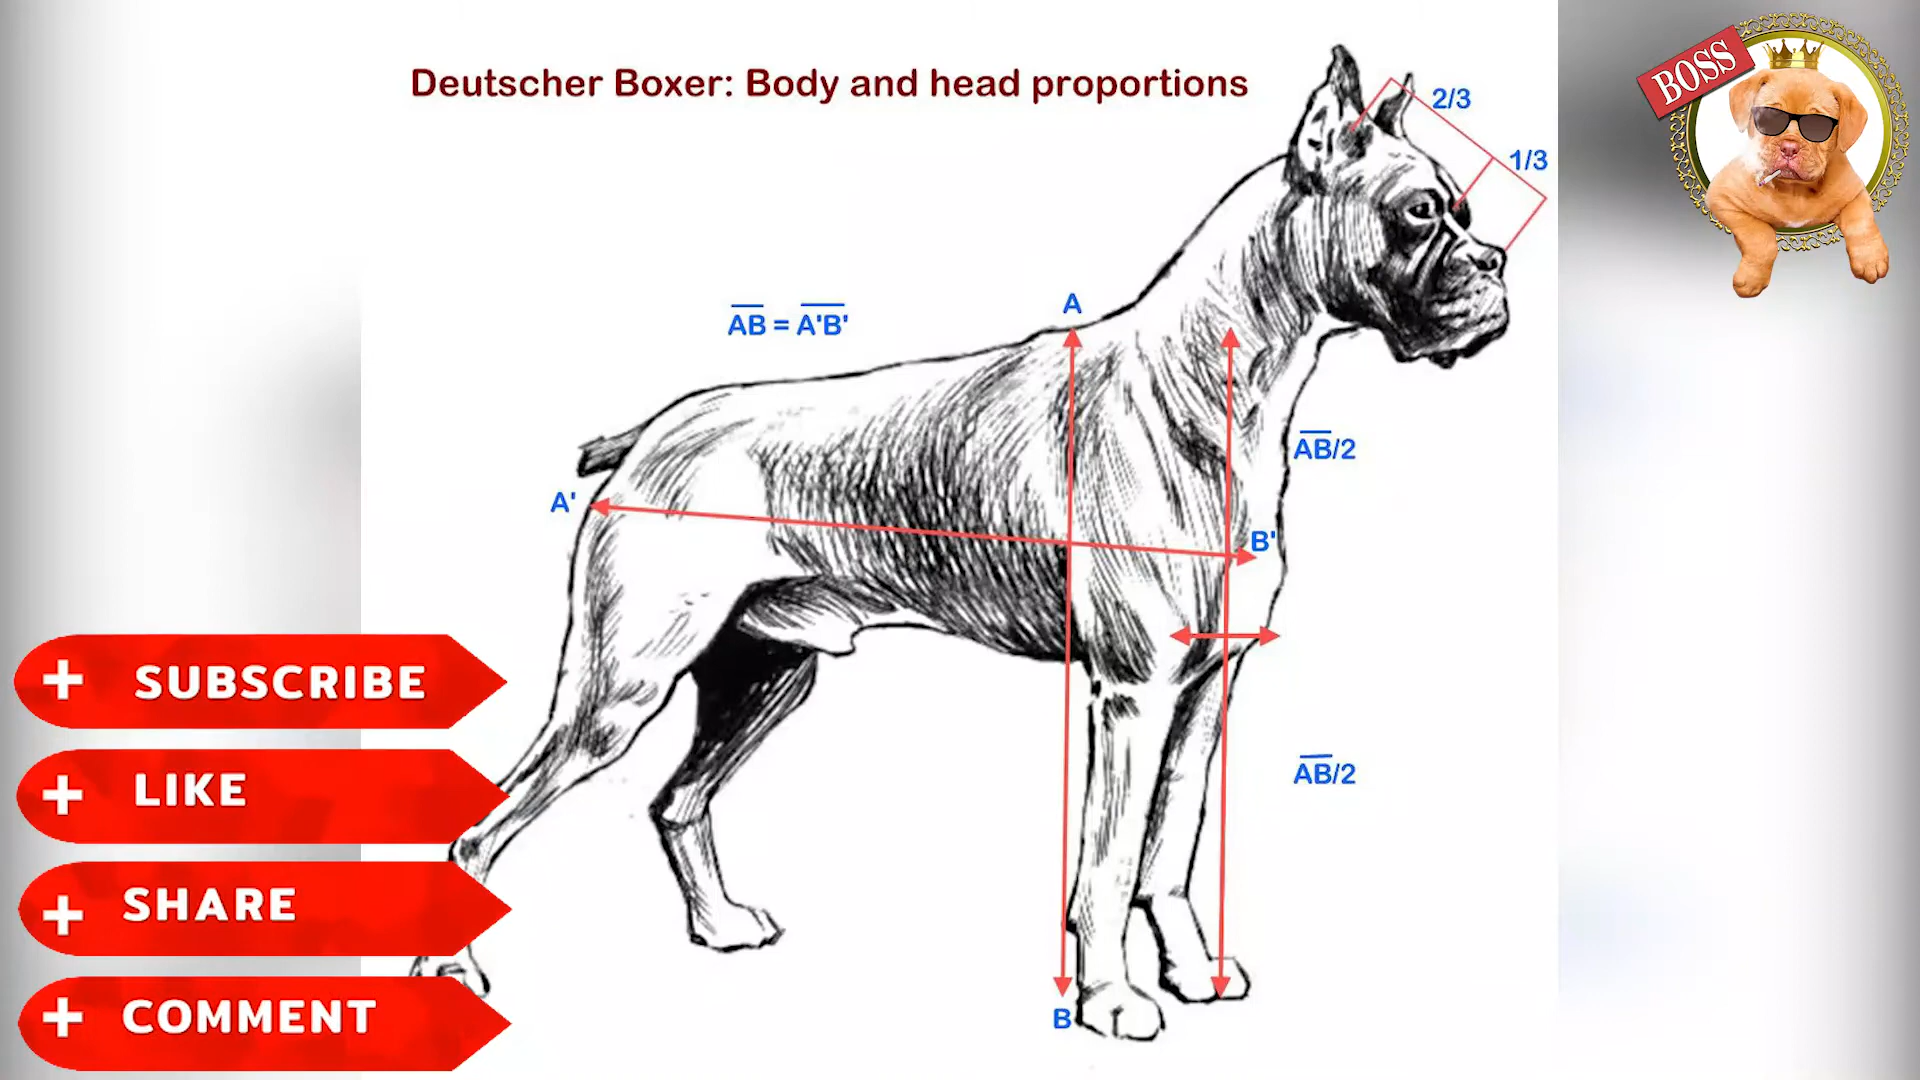 Deutscher Boxer: Body and head proportions
BOSS
2/3
1/3
A
AB = A'B'
AB/2
A'
B'
AB/2
B
+ SUBSCRIBE
+ LIKE
+ SHARE
+ COMMENT